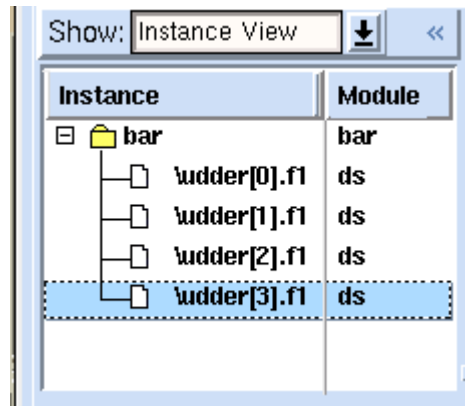 Show: Instance View «
Instance Module
bar bar
\udder[0].f1 ds
\udder[1].f1 ds
\udder[2].f1 ds
\udder[3].f1 ds